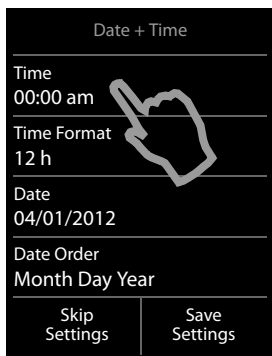 Date + Time
Time
00:00 am
Time Format
12 h
Date
04/01/2012
Date Order
Month Day Year
Skip
Settings
Save
Settings